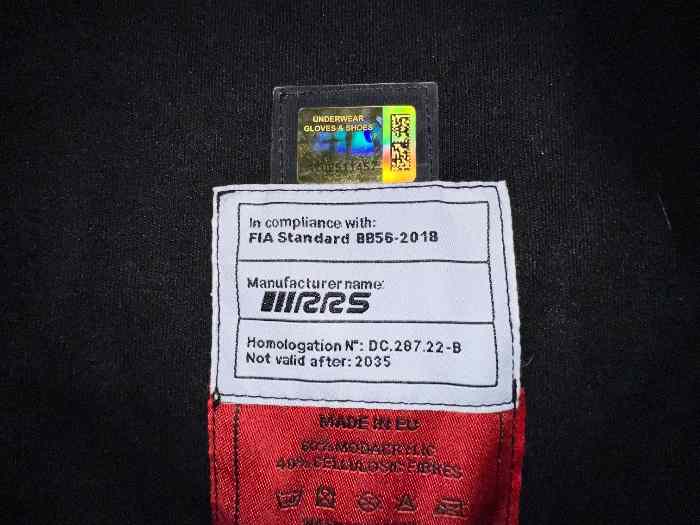 UNDERWEAR
GLOVES & SHOES
In compliance with:
FIA Standard 8856-2018
Manufacturer name:
RRS
Homologation N°: DC.287.22-B
Not valid after: 2035
MADE IN EU
60% MODACRYLIC
40% CELLULOSIC FIBRES